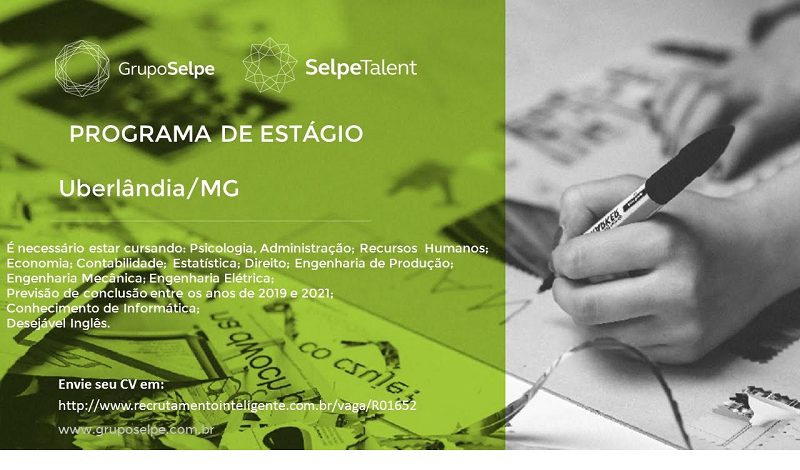 GrupoSelpe SelpeTalent
PROGRAMA DE ESTÁGIO
Uberlândia/MG
É necessário estar cursando: Psicologia, Administração; Recursos Humanos;
Economia; Contabilidade; Estatística; Direito; Engenharia de Produção;
Engenharia Mecânica; Engenharia Elétrica;
Previsão de conclusão entre os anos de 2019 e 2021;
Conhecimento de Informática;
Desejável Inglês.
Envie seu CV em:
http://www.recrutamentointeligente.com.br/vaga/R01652
www.gruposelpe.com.br